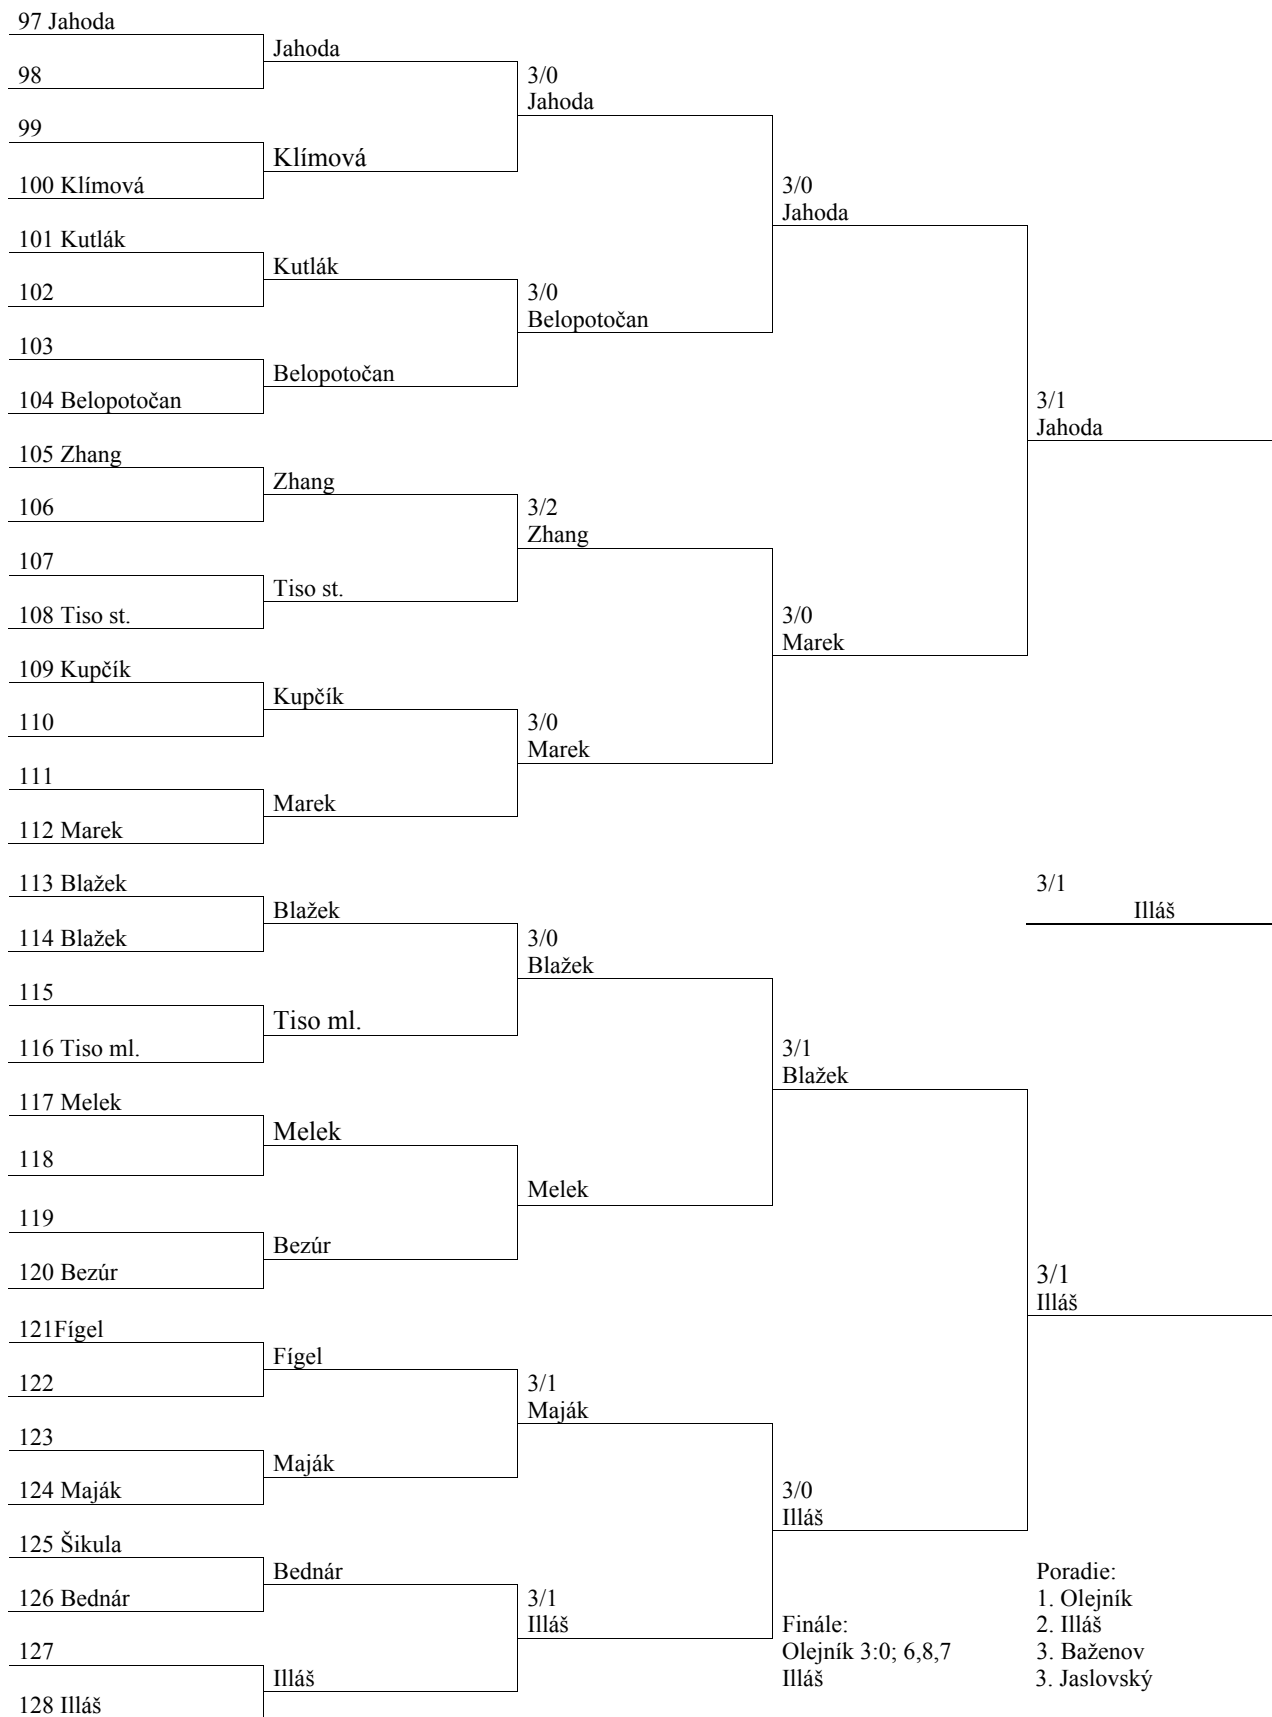 97 Jahoda
Jahoda
98
3/0
Jahoda
99
Klímová
100 Klímová
3/0
Jahoda
101 Kutlák
Kutlák
102
3/0
Belopotočan
103
Belopotočan
104 Belopotočan
3/1
Jahoda
105 Zhang
Zhang
106
3/2
Zhang
107
Tiso st.
108 Tiso st.
3/0
Marek
109 Kupčík
Kupčík
110
3/0
Marek
111
Marek
112 Marek
113 Blažek
3/1
Illáš
Blažek
114 Blažek
3/0
Blažek
115
Tiso ml.
116 Tiso ml.
3/1
Blažek
117 Melek
Melek
118
Melek
119
Bezúr
120 Bezúr
3/1
Illáš
121Fígel
Fígel
122
3/1
Maják
123
Maják
124 Maják
3/0
Illáš
125 Šikula
Bednár
126 Bednár
3/1
Illáš
127
Illáš
128 Illáš
Finále:
Olejník 3:0; 6,8,7
Illáš
Poradie:
1. Olejník
2. Illáš
3. Baženov
3. Jaslovský